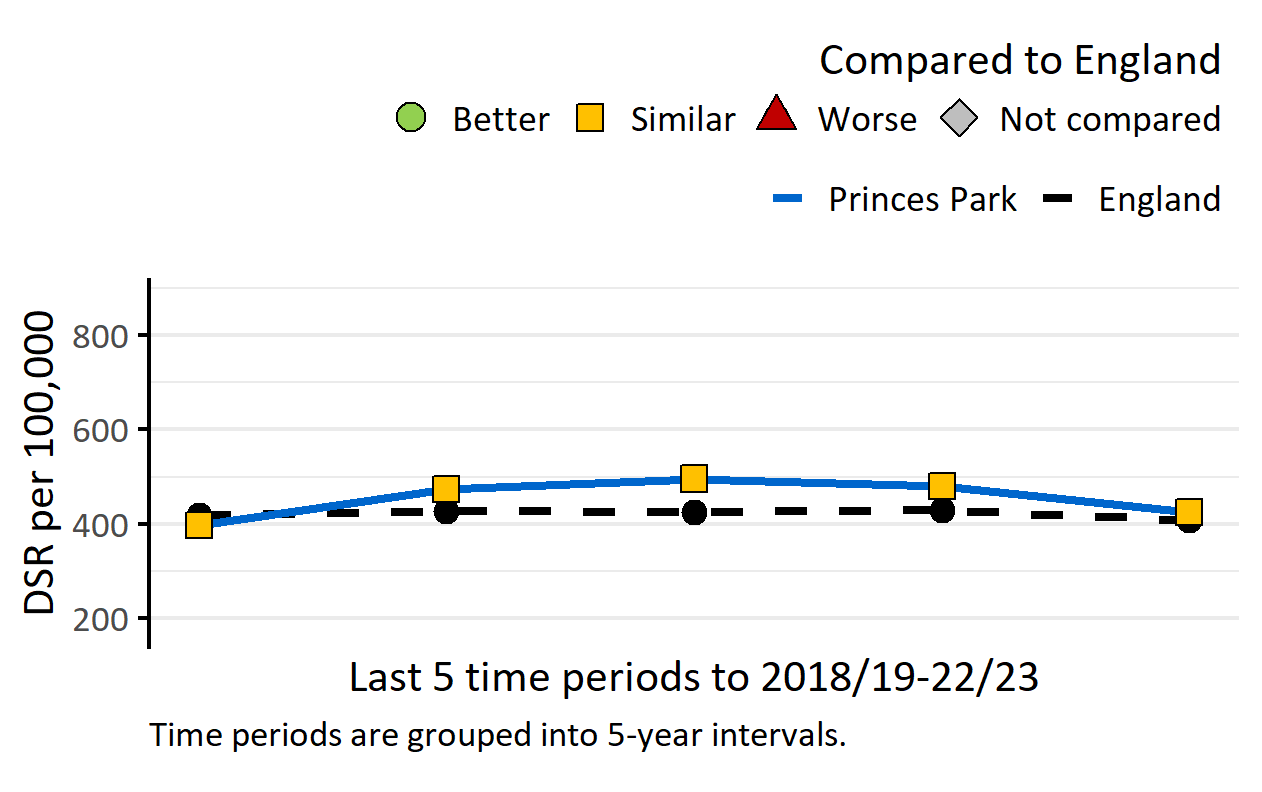 Compared to England
Better Similar Worse Not compared
Princes Park England
DSR per 100,000
800
600
400
200
Last 5 time periods to 2018/19-22/23
Time periods are grouped into 5-year intervals.